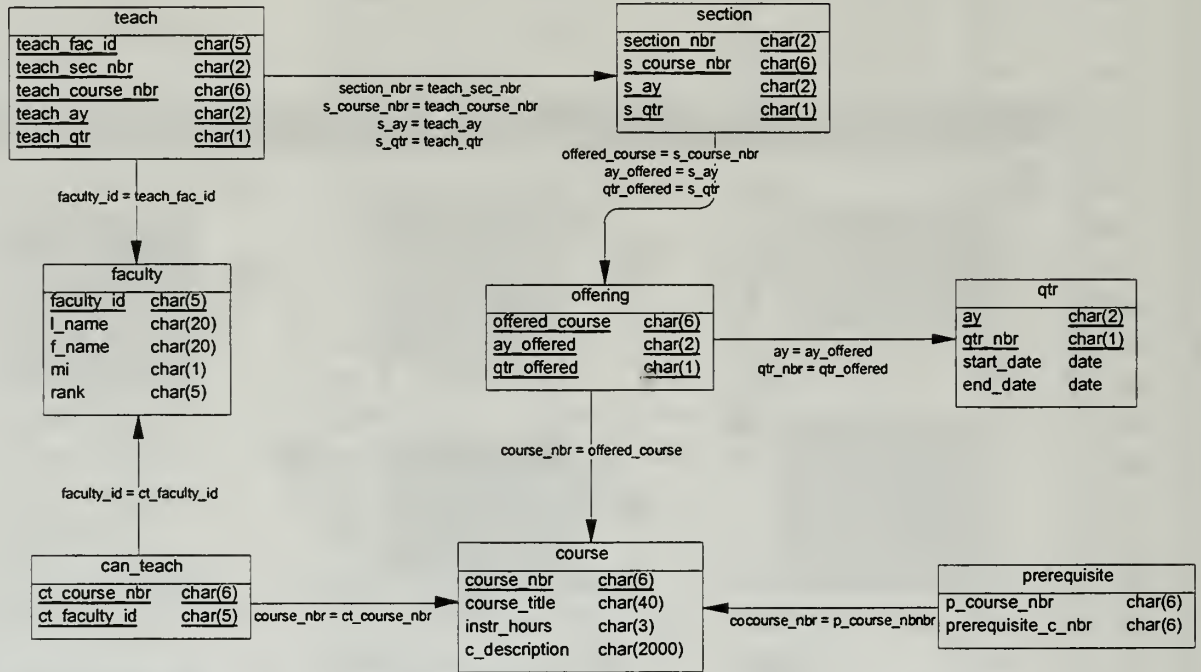 teach
teach_fac_id char(5)
teach_sec_nbr char(2)
teach_course_nbr char(6)
teach_ay char(2)
teach_qtr char(1)
section_nbr = teach_sec_nbr
s_course_nbr = teach_course_nbr
s_ay = teach_ay
s_qtr = teach_qtr
section
section_nbr char(2)
s_course_nbr char(6)
s_ay char(2)
s_qtr char(1)
offered_course = s_course_nbr
ay_offered = s_ay
qtr_offered = s_qtr
faculty_id = teach_fac_id
faculty
faculty_id char(5)
l_name char(20)
f_name char(20)
mi char(1)
rank char(5)
offering
offered_course char(6)
ay_offered char(2)
qtr_offered char(1)
ay = ay_offered
qtr_nbr = qtr_offered
qtr
ay char(2)
qtr_nbr char(1)
start_date date
end_date date
course_nbr = offered_course
faculty_id = ct_faculty_id
can_teach
ct_course_nbr char(6)
ct_faculty_id char(5)
course_nbr = ct_course_nbr
course
course_nbr char(6)
course_title char(40)
instr_hours char(3)
c_description char(2000)
cocourse_nbr = p_course_nbnbr
prerequisite
p_course_nbr char(6)
prerequisite_c_nbr char(6)